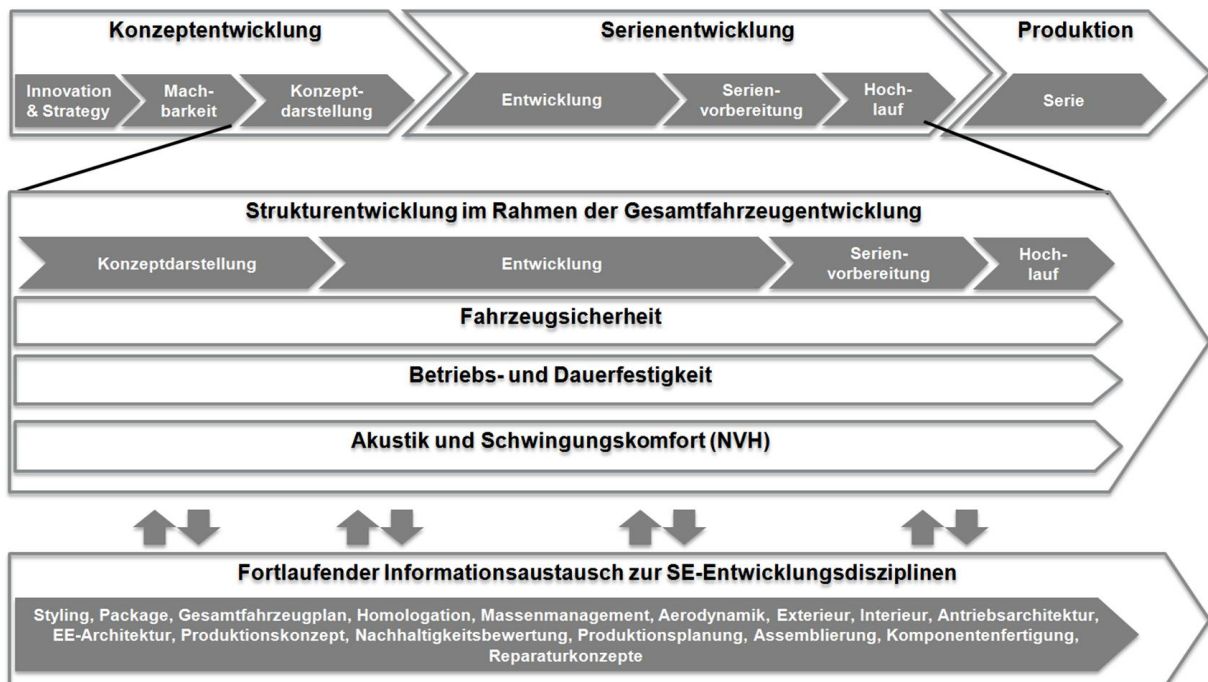 Konzeptentwicklung
Serienentwicklung
Produktion
Innovation
& Strategy
Mach-
barkeit
Konzept-
darstellung
Entwicklung
Serien-
vorbereitung
Hoch-
lauf
Serie
Strukturentwicklung im Rahmen der Gesamtfahrzeugentwicklung
Konzeptdarstellung
Entwicklung
Serien-
vorbereitung
Hoch-
lauf
Fahrzeugsicherheit
Betriebs- und Dauerfestigkeit
Akustik und Schwingungskomfort (NVH)
Fortlaufender Informationsaustausch zur SE-Entwicklungsdisziplinen
Styling, Package, Gesamtfahrzeugplan, Homologation, Massenmanagement, Aerodynamik, Exterieur, Interieur, Antriebsarchitektur,
EE-Architektur, Produktionskonzept, Nachhaltigkeitsbewertung, Produktionsplanung, Assemblierung, Komponentenfertigung,
Reparaturkonzepte